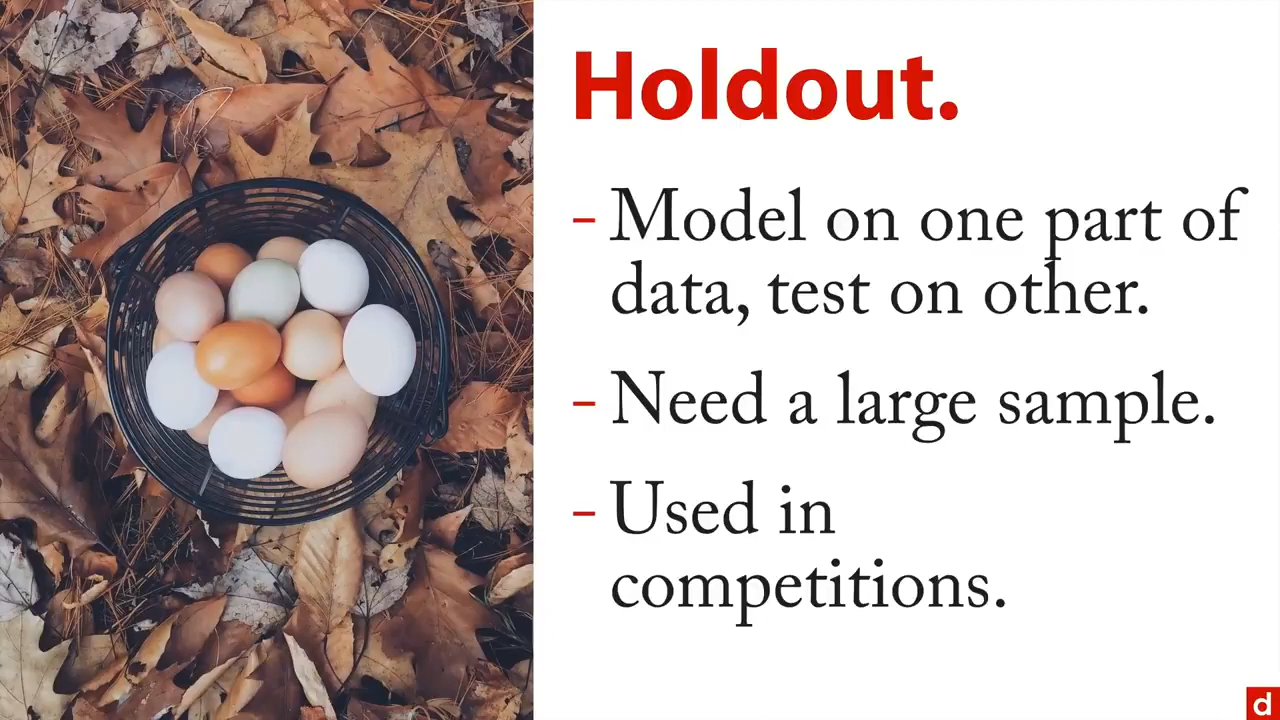 Holdout.
- Model on one part of
data, test on other.
- Need a large sample.
- Used in
competitions.
d